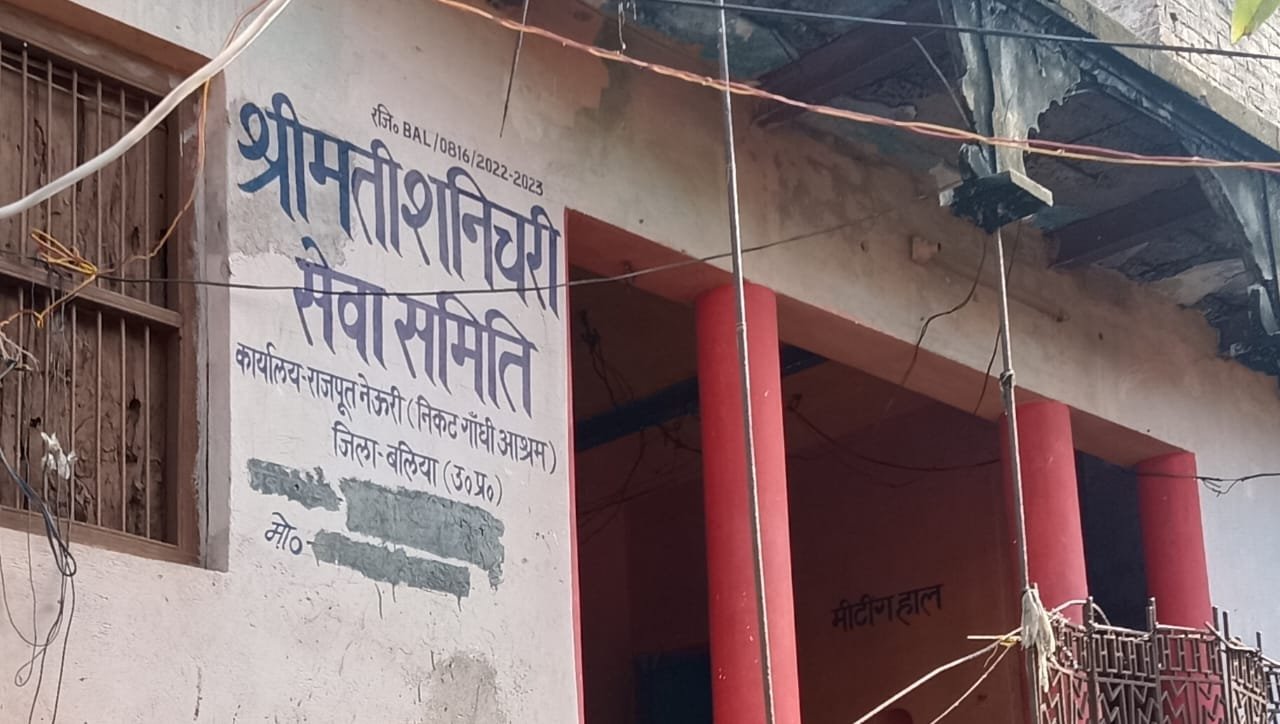 रजि० BAL/0816/2022-2023
श्रीमती शनिचरी
सेवा समिति
कार्यालय-राजपूत नेऊरी (निकट गाँधी आश्रम)
जिला-बलिया (उ०प्र०)
मो०-
मीटींग हाल